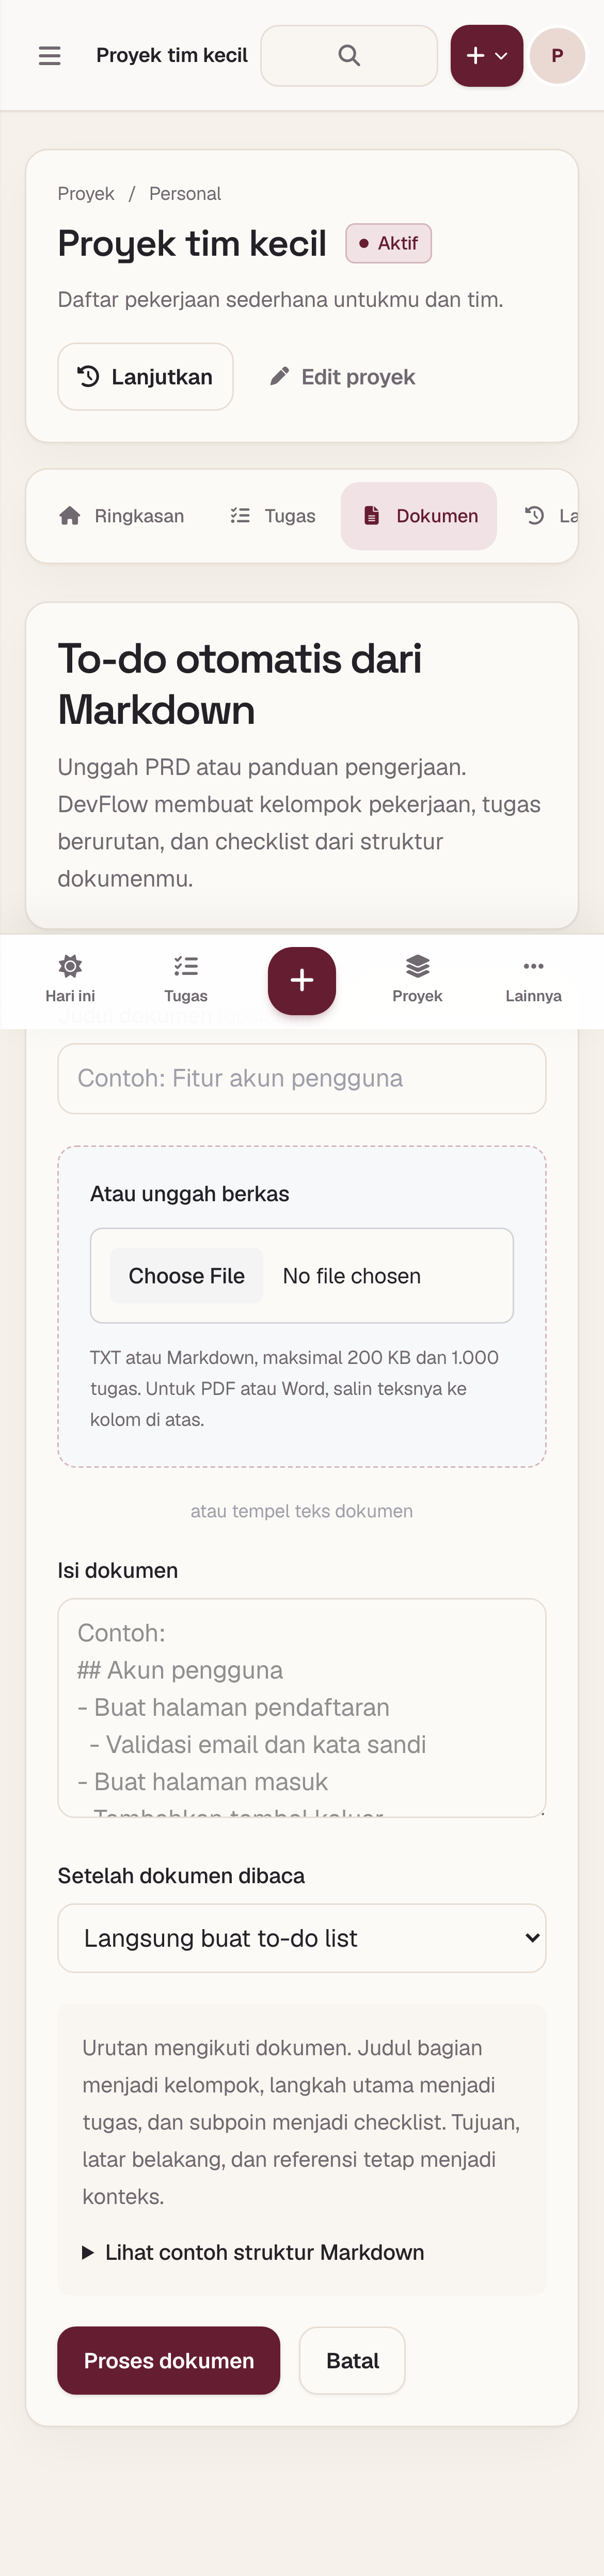 Proyek tim kecil
P
Proyek / Personal
Proyek tim kecil
Aktif
Daftar pekerjaan sederhana untukmu dan tim.
Lanjutkan
Edit proyek
Ringkasan
Tugas
Dokumen
La
To-do otomatis dari
Markdown
Unggah PRD atau panduan pengerjaan.
DevFlow membuat kelompok pekerjaan, tugas
berurutan, dan checklist dari struktur
dokumenmu.
Hari ini
Tugas
Proyek
Lainnya
Judul dokumen
Contoh: Fitur akun pengguna
Atau unggah berkas
Choose File
No file chosen
TXT atau Markdown, maksimal 200 KB dan 1.000
tugas. Untuk PDF atau Word, salin teksnya ke
kolom di atas.
atau tempel teks dokumen
Isi dokumen
Contoh:
## Akun pengguna
- Buat halaman pendaftaran
- Validasi email dan kata sandi
- Buat halaman masuk
- Tambahkan tombol keluar
Setelah dokumen dibaca
Langsung buat to-do list
Urutan mengikuti dokumen. Judul bagian
menjadi kelompok, langkah utama menjadi
tugas, dan subpoin menjadi checklist. Tujuan,
latar belakang, dan referensi tetap menjadi
konteks.
Lihat contoh struktur Markdown
Proses dokumen
Batal